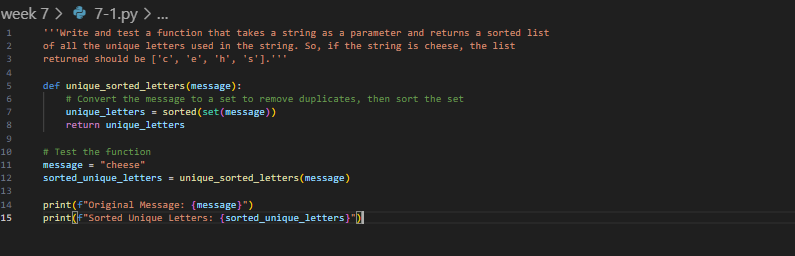 week 7 > 7-1.py > ...
1 '''Write and test a function that takes a string as a parameter and returns a sorted list
2 of all the unique letters used in the string. So, if the string is cheese, the list
3 returned should be ['c', 'e', 'h', 's'].'''
4
5 def unique_sorted_letters(message):
6     # Convert the message to a set to remove duplicates, then sort the set
7     unique_letters = sorted(set(message))
8     return unique_letters
9
10 # Test the function
11 message = "cheese"
12 sorted_unique_letters = unique_sorted_letters(message)
13
14 print(f"Original Message: {message}")
15 print(f"Sorted Unique Letters: {sorted_unique_letters}")